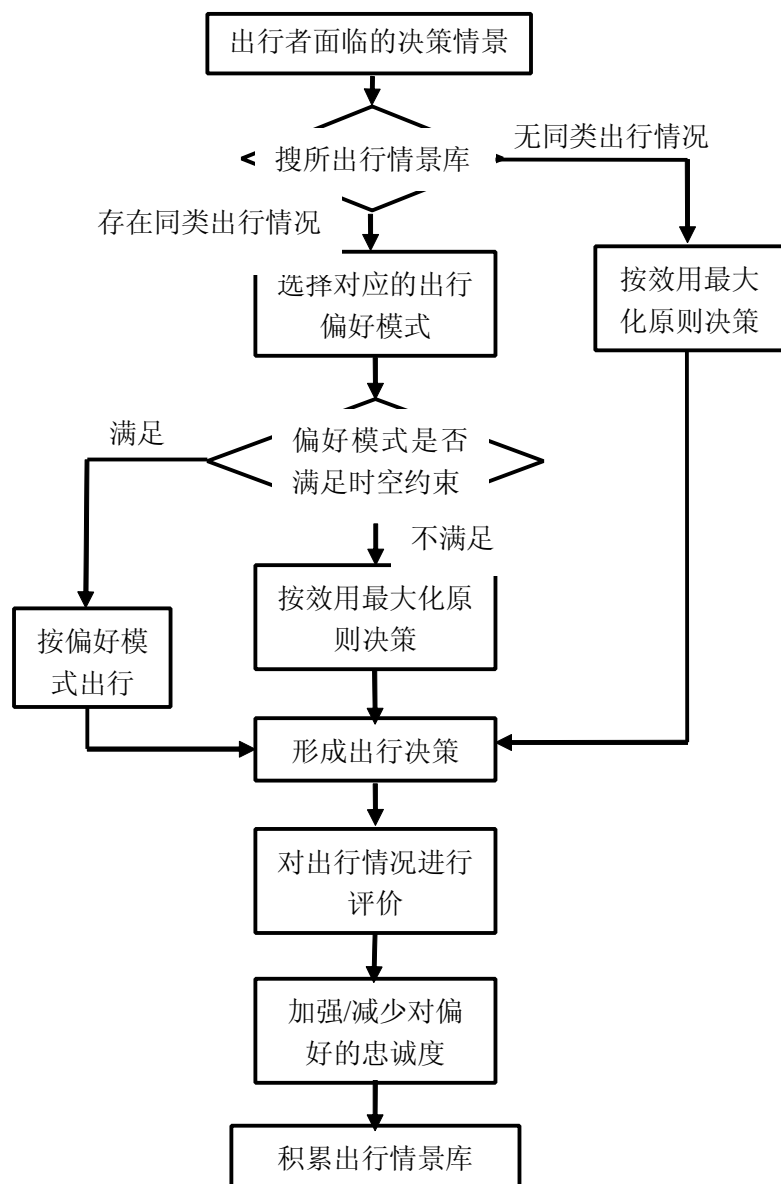 出行者面临的决策情景
搜所出行情景库
无同类出行情况
存在同类出行情况
选择对应的出行
偏好模式
按效用最大
化原则决策
满足
偏好模式是否
满足时空约束
不满足
按偏好模
式出行
按效用最大化原
则决策
形成出行决策
对出行情况进行
评价
加强/减少对偏
好的忠诚度
积累出行情景库